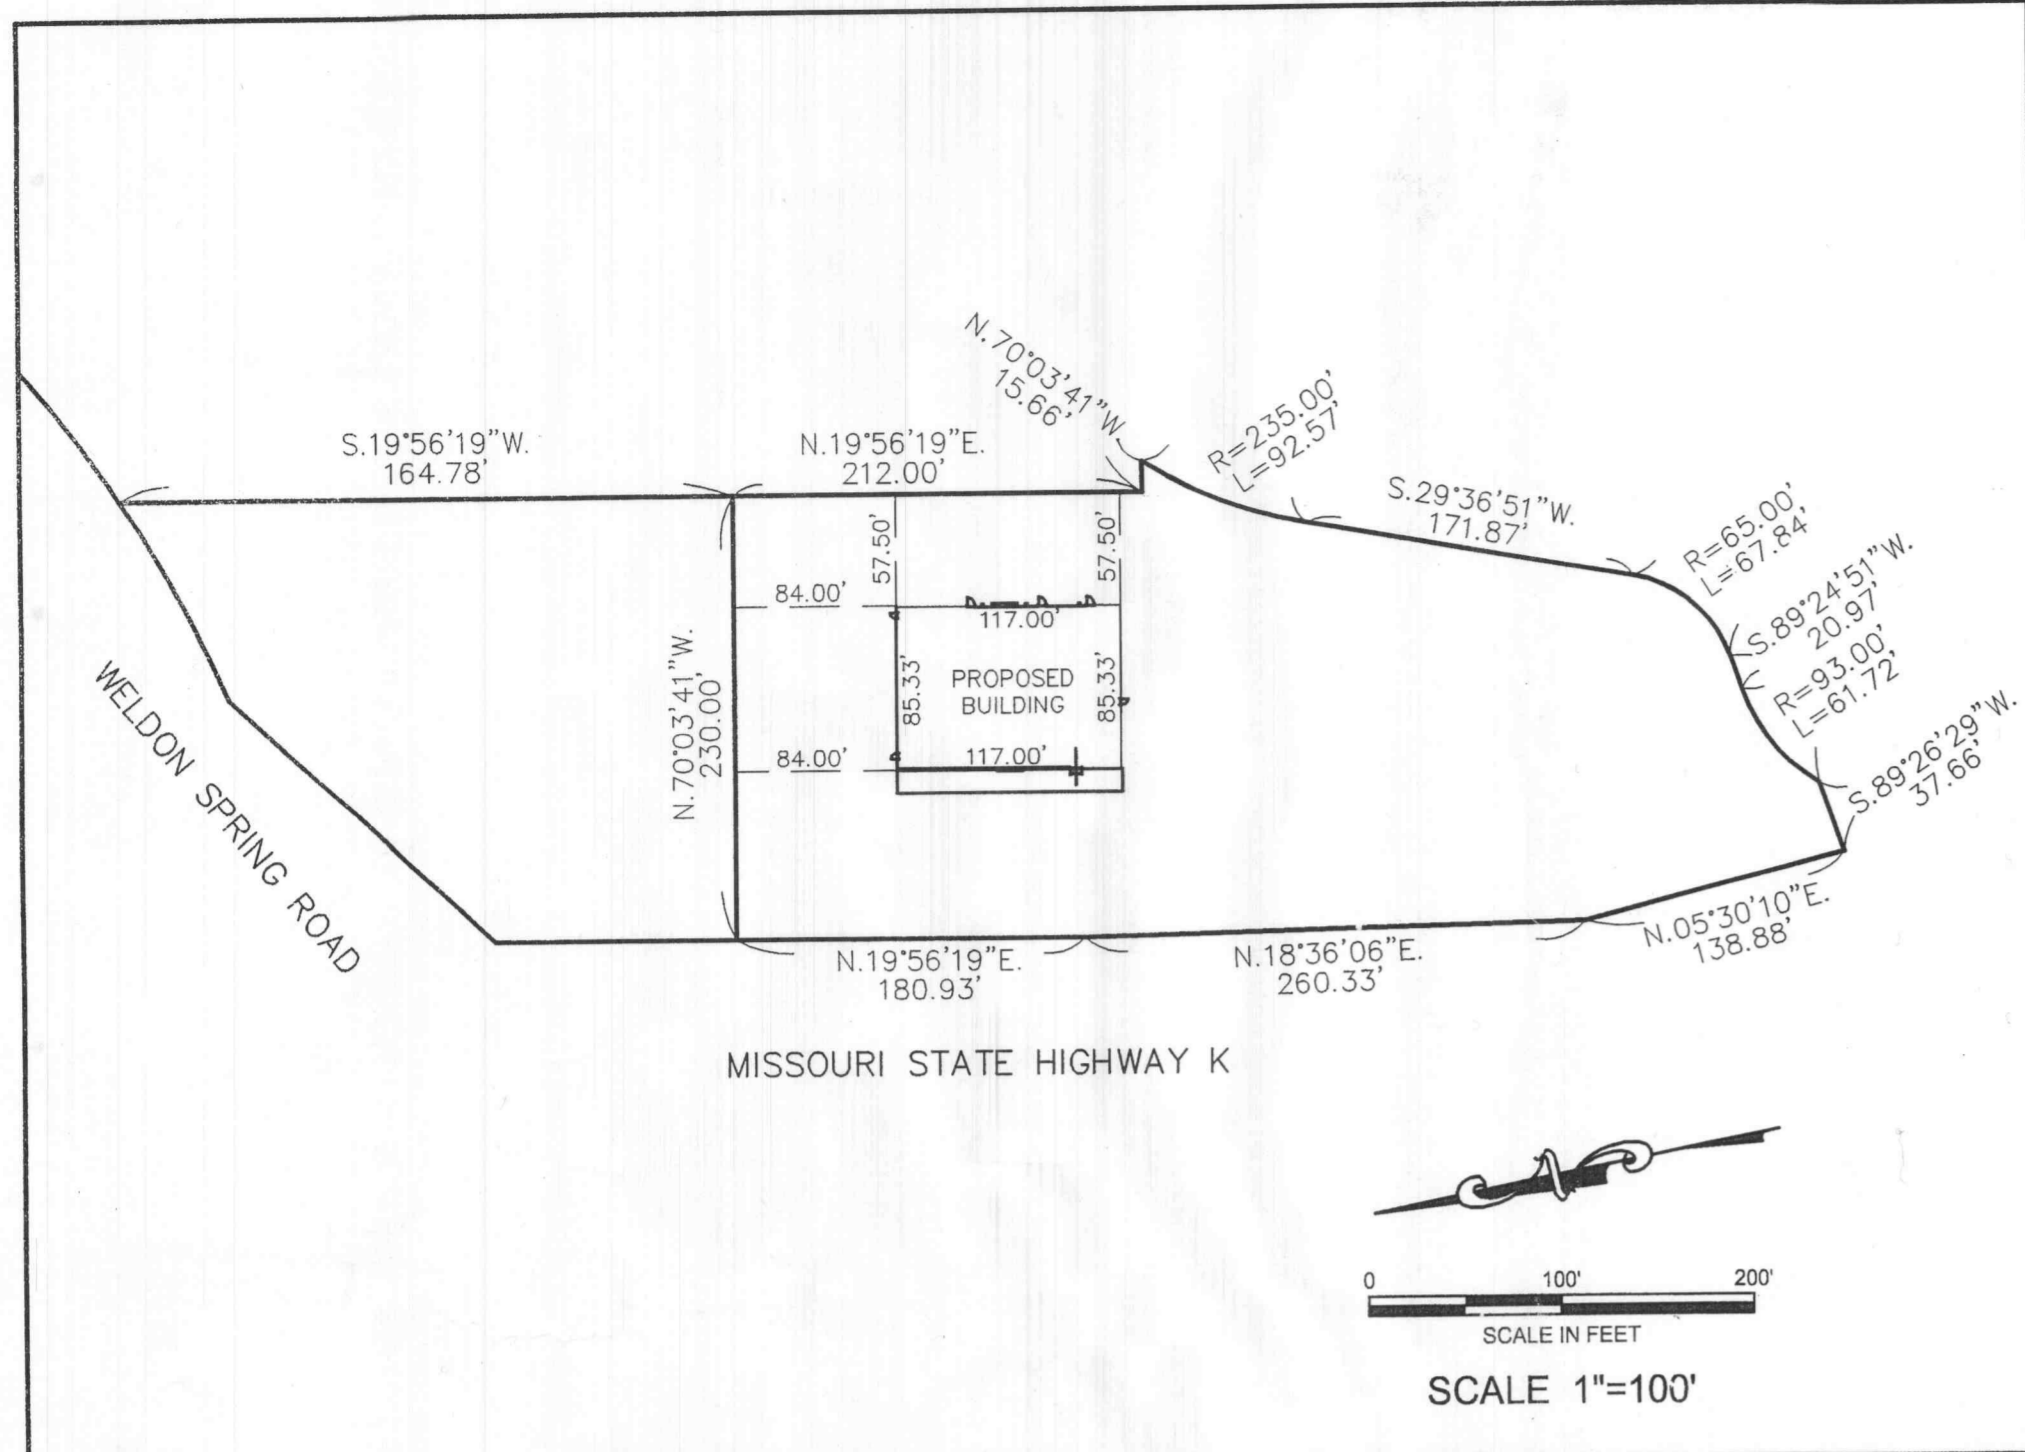 N.70°03'41"W.
15.66'
R=235.00'
L=92.57'
S.19°56'19"W.
164.78'
N.19°56'19"E.
212.00'
S.29°36'51"W.
171.87'
R=65.00'
L=67.84'
S.89°24'51"W.
20.97'
R=93.00'
L=61.72'
S.89°26'29"W.
37.66'
57.50'
57.50'
84.00'
117.00'
N.70°03'41"W.
230.00'
85.33'
PROPOSED
BUILDING
85.33'
84.00'
117.00'
WELDON SPRING ROAD
N.19°56'19"E.
180.93'
N.18°36'06"E.
260.33'
N.05°30'10"E.
138.88'
MISSOURI STATE HIGHWAY K
N
0 100' 200'
SCALE IN FEET
SCALE 1"=100'